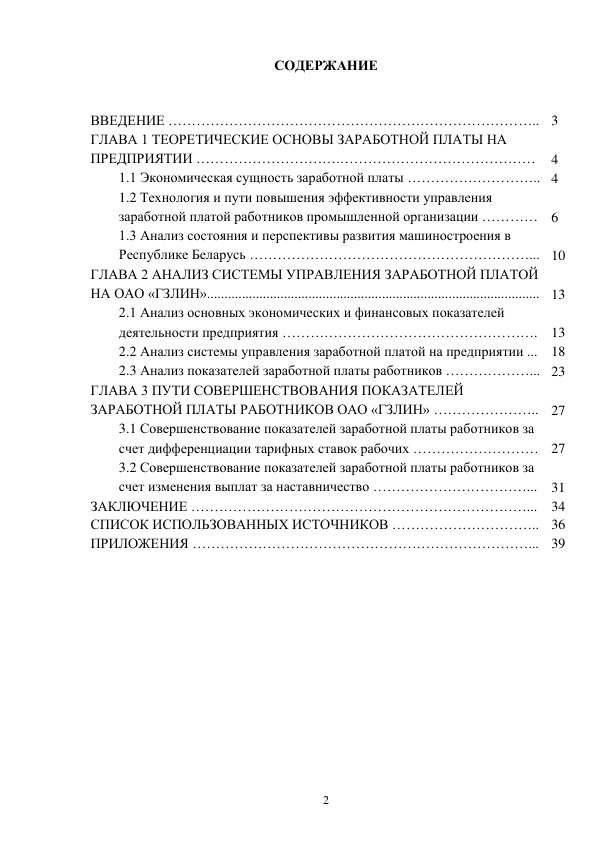 СОДЕРЖАНИЕ
ВВЕДЕНИЕ …………………………………………………………………….. 3
ГЛАВА 1 ТЕОРЕТИЧЕСКИЕ ОСНОВЫ ЗАРАБОТНОЙ ПЛАТЫ НА
ПРЕДПРИЯТИИ ………………………………………………………………. 4
1.1 Экономическая сущность заработной платы ……………………….. 4
1.2 Технология и пути повышения эффективности управления
заработной платой работников промышленной организации ………… 6
1.3 Анализ состояния и перспективы развития машиностроения в
Республике Беларусь ……………………………………………………... 10
ГЛАВА 2 АНАЛИЗ СИСТЕМЫ УПРАВЛЕНИЯ ЗАРАБОТНОЙ ПЛАТОЙ
НА ОАО «ГЗЛИН»............................................................................................... 13
2.1 Анализ основных экономических и финансовых показателей
деятельности предприятия ………………………………………………. 13
2.2 Анализ системы управления заработной платой на предприятии ... 18
2.3 Анализ показателей заработной платы работников ………………... 23
ГЛАВА 3 ПУТИ СОВЕРШЕНСТВОВАНИЯ ПОКАЗАТЕЛЕЙ
ЗАРАБОТНОЙ ПЛАТЫ РАБОТНИКОВ ОАО «ГЗЛИН» ………………….. 27
3.1 Совершенствование показателей заработной платы работников за
счет дифференциации тарифных ставок рабочих ……………………… 27
3.2 Совершенствование показателей заработной платы работников за
счет изменения выплат за наставничество ……………………………... 31
ЗАКЛЮЧЕНИЕ ………………………………………………………………... 34
СПИСОК ИСПОЛЬЗОВАННЫХ ИСТОЧНИКОВ ………………………….. 36
ПРИЛОЖЕНИЯ ………………………………………………………………... 39
2